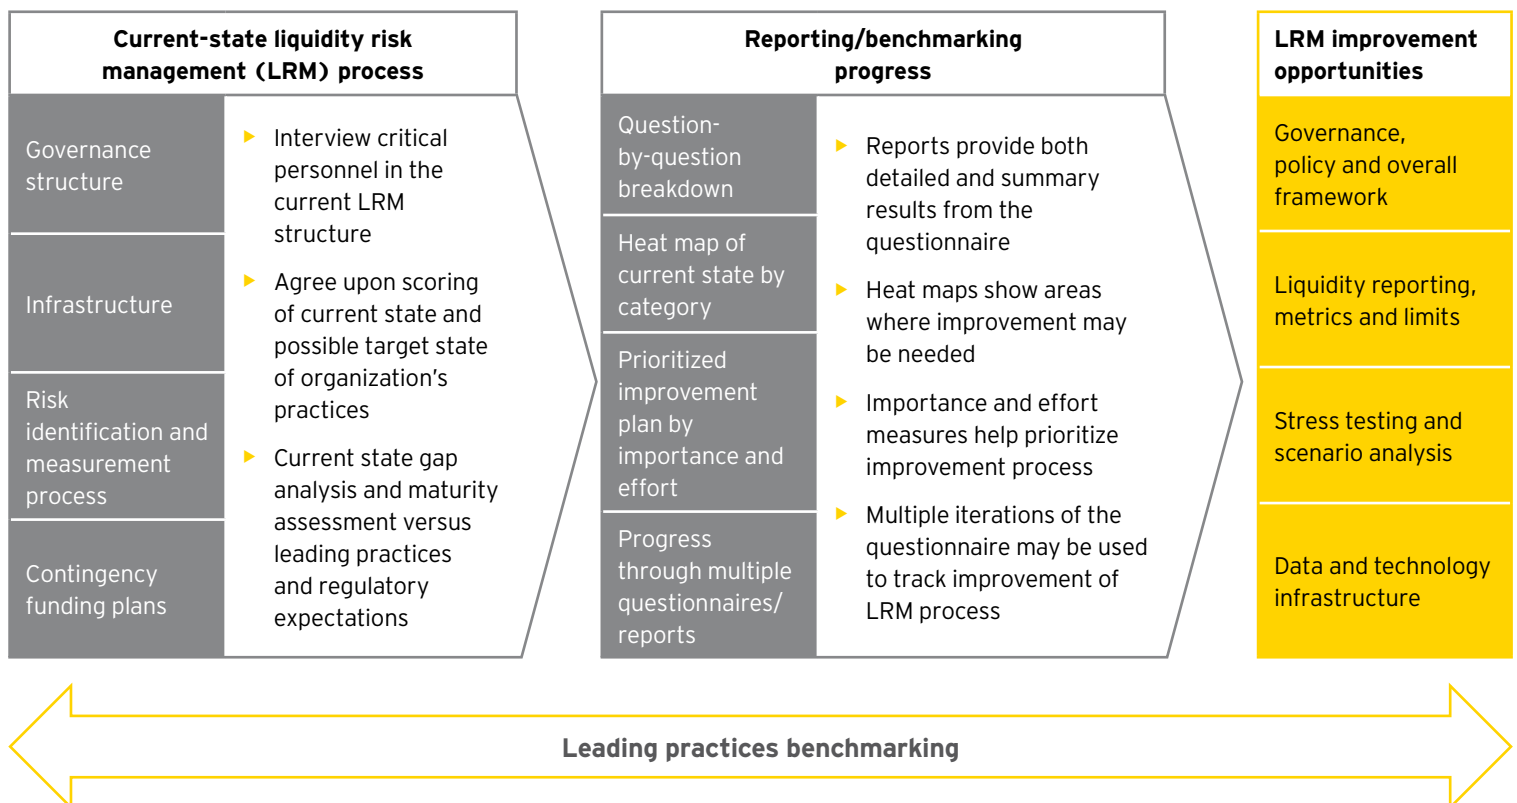 Current-state liquidity risk
management (LRM) process
Governance
structure
Infrastructure
Risk
identification and
measurement
process
Contingency
funding plans
Interview critical
personnel in the
current LRM
structure
Agree upon scoring
of current state and
possible target state
of organization's
practices
Current state gap
analysis and maturity
assessment versus
leading practices
and regulatory
expectations
Reporting/benchmarking
progress
Question-
by-question
breakdown
Heat map of
current state by
category
Prioritized
improvement
plan by
importance and
effort
Progress
through multiple
questionnaires/
reports
Reports provide both
detailed and summary
results from the
questionnaire
Heat maps show areas
where improvement may
be needed
Importance and effort
measures help prioritize
improvement process
Multiple iterations of the
questionnaire may be used
to track improvement of
LRM process
LRM improvement
opportunities
Governance,
policy and overall
framework
Liquidity reporting,
metrics and limits
Stress testing and
scenario analysis
Data and technology
infrastructure
Leading practices benchmarking